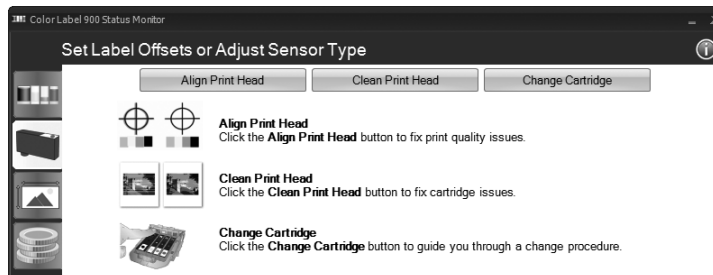 Color Label 900 Status Monitor
Set Label Offsets or Adjust Sensor Type
Align Print Head
Clean Print Head
Change Cartridge
Align Print Head
Click the Align Print Head button to fix print quality issues.
Clean Print Head
Click the Clean Print Head button to fix cartridge issues.
Change Cartridge
Click the Change Cartridge button to guide you through a change procedure.